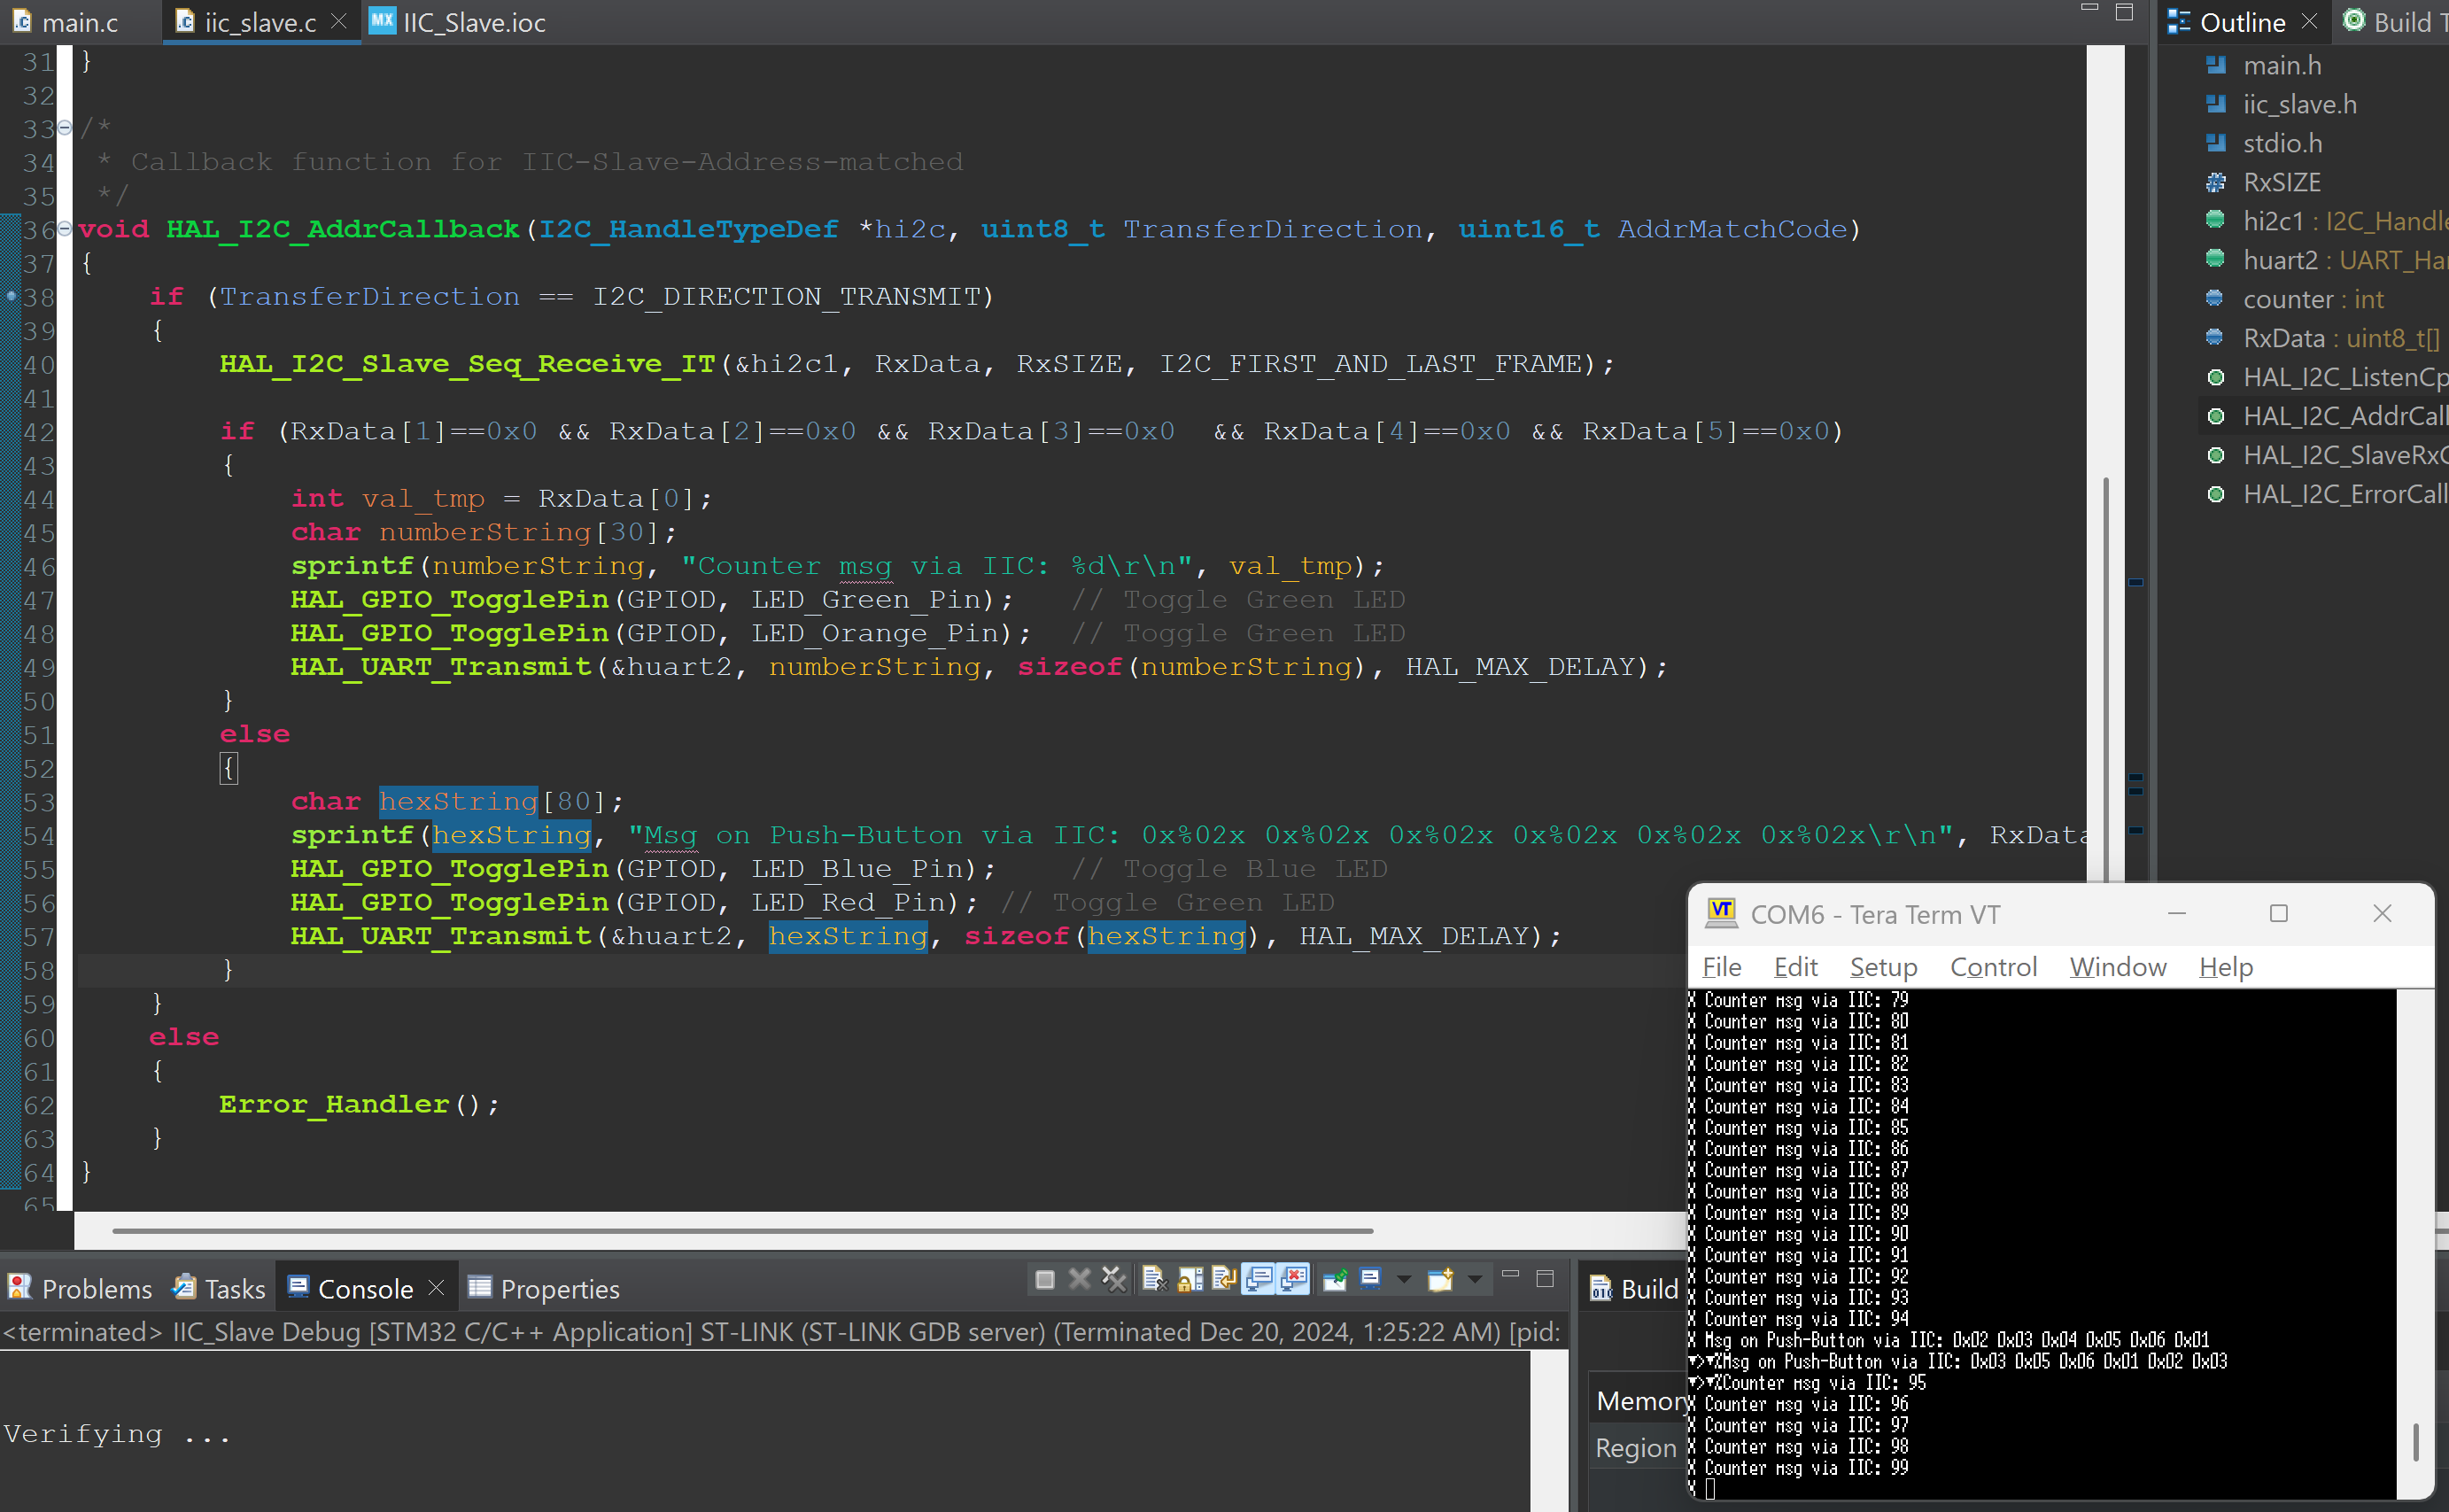 main.c iic_slave.c IIC_Slave.ioc
31 }
32
33 /*
34 * Callback function for IIC-Slave-Address-matched
35 */
36 void HAL_I2C_AddrCallback(I2C_HandleTypeDef *hi2c, uint8_t TransferDirection, uint16_t AddrMatchCode)
37 {
38 if (TransferDirection == I2C_DIRECTION_TRANSMIT)
39 {
40 HAL_I2C_Slave_Seq_Receive_IT(&hi2c1, RxData, RxSIZE, I2C_FIRST_AND_LAST_FRAME);
41
42 if (RxData[1]==0x0 && RxData[2]==0x0 && RxData[3]==0x0  && RxData[4]==0x0 && RxData[5]==0x0)
43 {
44 int val_tmp = RxData[0];
45 char numberString[30];
46 sprintf(numberString, "Counter msg via IIC: %d\r\n", val_tmp);
47 HAL_GPIO_TogglePin(GPIOD, LED_Green_Pin);   // Toggle Green LED
48 HAL_GPIO_TogglePin(GPIOD, LED_Orange_Pin);  // Toggle Green LED
49 HAL_UART_Transmit(&huart2, numberString, sizeof(numberString), HAL_MAX_DELAY);
50 }
51 else
52 {
53 char hexString[80];
54 sprintf(hexString, "Msg on Push-Button via IIC: 0x%02x 0x%02x 0x%02x 0x%02x 0x%02x 0x%02x\r\n", RxData
55 HAL_GPIO_TogglePin(GPIOD, LED_Blue_Pin);    // Toggle Blue LED
56 HAL_GPIO_TogglePin(GPIOD, LED_Red_Pin); // Toggle Green LED
57 HAL_UART_Transmit(&huart2, hexString, sizeof(hexString), HAL_MAX_DELAY);
58 }
59 }
60 else
61 {
62 Error_Handler();
63 }
64 }
65
Outline Build T
main.h
iic_slave.h
stdio.h
RxSIZE
hi2c1 : I2C_Handle
huart2 : UART_Har
counter : int
RxData : uint8_t[]
HAL_I2C_ListenCp
HAL_I2C_AddrCall
HAL_I2C_SlaveRxC
HAL_I2C_ErrorCall
COM6 - Tera Term VT
File Edit Setup Control Window Help
Counter msg via IIC: 79
Counter msg via IIC: 80
Counter msg via IIC: 81
Counter msg via IIC: 82
Counter msg via IIC: 83
Counter msg via IIC: 84
Counter msg via IIC: 85
Counter msg via IIC: 86
Counter msg via IIC: 87
Counter msg via IIC: 88
Counter msg via IIC: 89
Counter msg via IIC: 90
Counter msg via IIC: 91
Counter msg via IIC: 92
Counter msg via IIC: 93
Counter msg via IIC: 94
Msg on Push-Button via IIC: 0x02 0x03 0x04 0x05 0x06 0x01
Msg on Push-Button via IIC: 0x03 0x05 0x06 0x01 0x02 0x03
Counter msg via IIC: 95
Counter msg via IIC: 96
Counter msg via IIC: 97
Counter msg via IIC: 98
Counter msg via IIC: 99
Problems Tasks Console Properties
<terminated> IIC_Slave Debug [STM32 C/C++ Application] ST-LINK (ST-LINK GDB server) (Terminated Dec 20, 2024, 1:25:22 AM) [pid:
Verifying ...
Build
Memory
Region